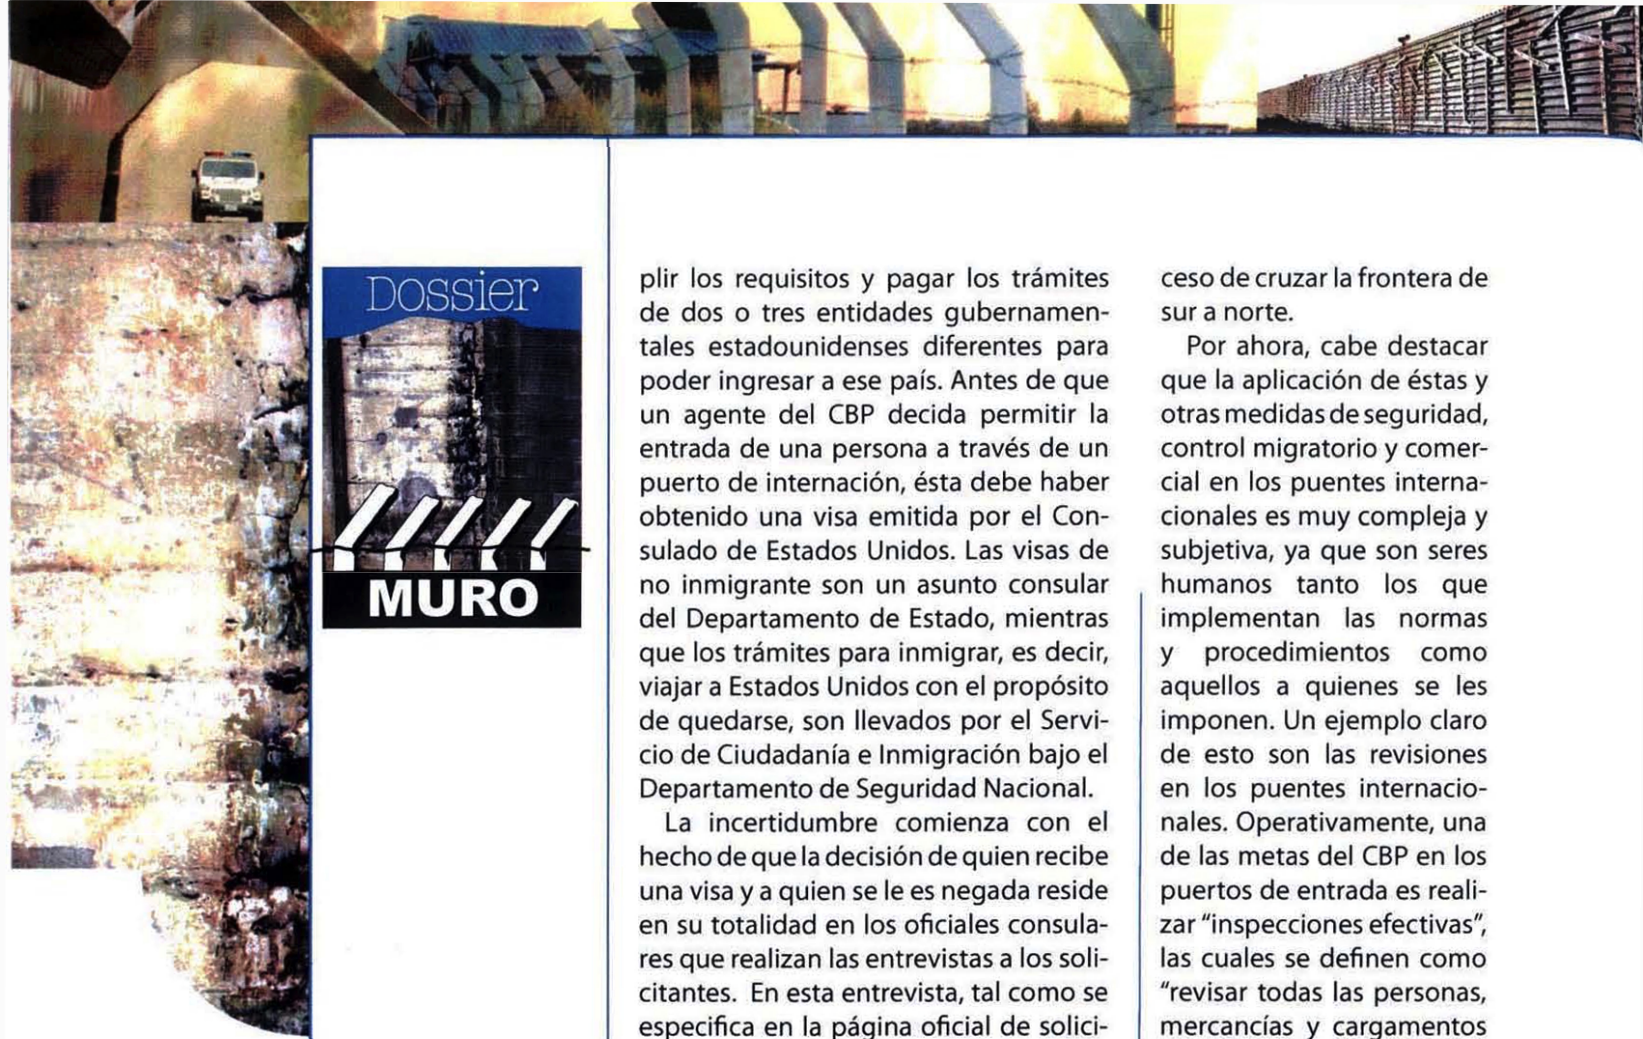 Dossier
MURO
plir los requisitos y pagar los trámites
de dos o tres entidades gubernamen-
tales estadounidenses diferentes para
poder ingresar a ese país. Antes de que
un agente del CBP decida permitir la
entrada de una persona a través de un
puerto de internación, ésta debe haber
obtenido una visa emitida por el Con-
sulado de Estados Unidos. Las visas de
no inmigrante son un asunto consular
del Departamento de Estado, mientras
que los trámites para inmigrar, es decir,
viajar a Estados Unidos con el propósito
de quedarse, son llevados por el Servi-
cio de Ciudadanía e Inmigración bajo el
Departamento de Seguridad Nacional.
La incertidumbre comienza con el
hecho de que la decisión de quien recibe
una visa y a quien se le es negada reside
en su totalidad en los oficiales consula-
res que realizan las entrevistas a los soli-
citantes. En esta entrevista, tal como se
especifica en la página oficial de solici-
ceso de cruzar la frontera de
sur a norte.
Por ahora, cabe destacar
que la aplicación de éstas y
otras medidas de seguridad,
control migratorio y comer-
cial en los puentes interna-
cionales es muy compleja y
subjetiva, ya que son seres
humanos tanto los que
implementan las normas
y procedimientos como
aquellos a quienes se les
imponen. Un ejemplo claro
de esto son las revisiones
en los puentes internacio-
nales. Operativamente, una
de las metas del CBP en los
puertos de entrada es reali-
zar “inspecciones efectivas”,
las cuales se definen como
“revisar todas las personas,
mercancías y cargamentos